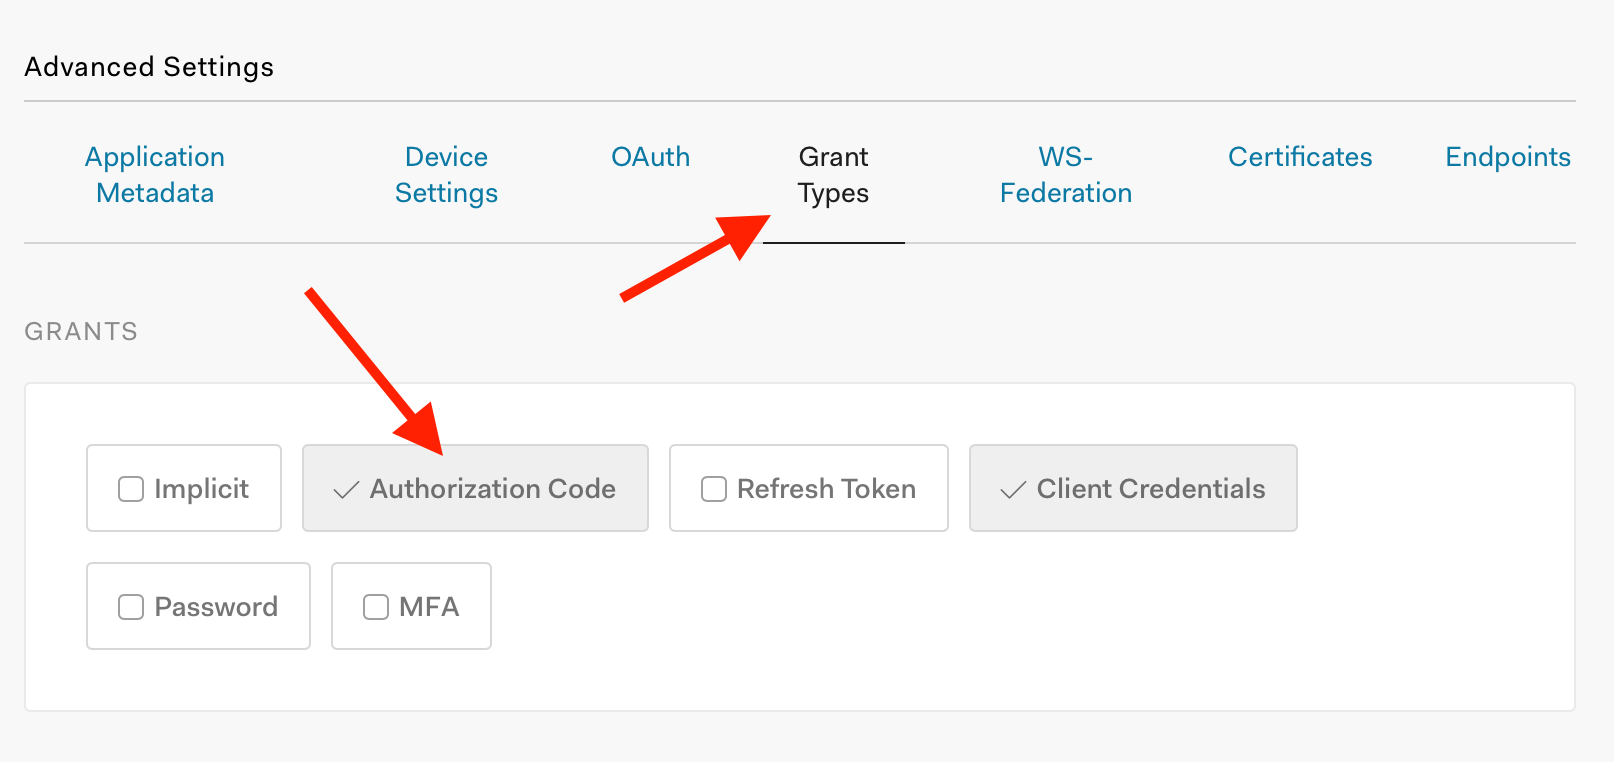 Advanced Settings
Application
Metadata
Device
Settings
OAuth
Grant
Types
WS-
Federation
Certificates
Endpoints
GRANTS
Implicit
Authorization Code
Refresh Token
Client Credentials
Password
MFA